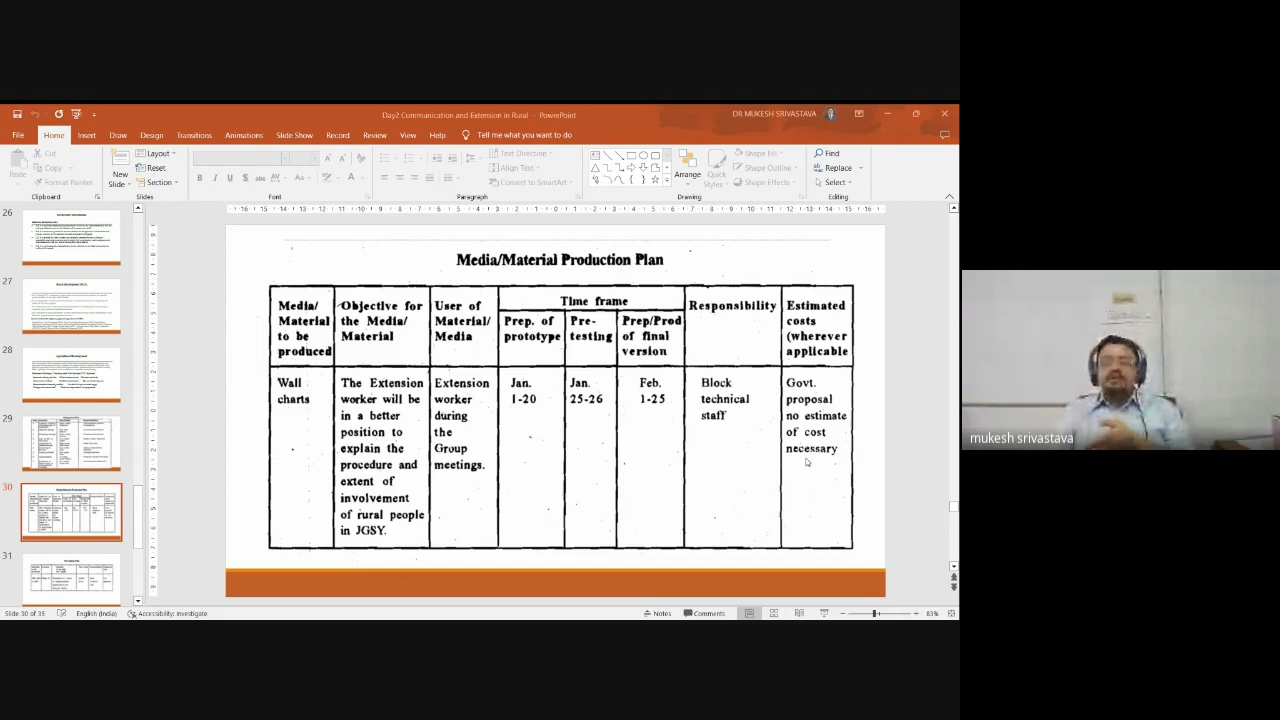 Day2 Communication and Extension in Rural - PowerPoint
DR MUKESH SRIVASTAVA
File Home Insert Draw Design Transitions Animations Slide Show Record Review View Help Tell me what you want to do
Paste
Cut
Copy
Format Painter
Clipboard
New
Slide
Layout
Reset
Section
Slides
Font
Text Direction
Align Text
Convert to SmartArt
Paragraph
Arrange
Quick
Styles
Shape Fill
Shape Outline
Shape Effects
Drawing
Find
Replace
Select
Editing
26
27
28
29
30
31
Media/Material Production Plan
Media/
Material
to be
produced
Objective for
the Media/
Material
User of
Material/
Media
Time frame
Prep. of
prototype
Pre-
testing
Prep/Prod
of final
version
Responsibility
Estimated
costs
(wherever
applicable
Wall
charts
The Extension
worker will be
in a better
position to
explain the
procedure and
extent of
involvement
of rural people
in JGSY.
Extension
worker
during
the
Group
meetings.
Jan.
1-20
Jan.
25-26
Feb.
1-25
Block
technical
staff
Govt.
proposal
no estimate
of cost
necessary
mukesh srivastava
Slide 30 of 35 English (India) Accessibility: Investigate Notes Comments 83%